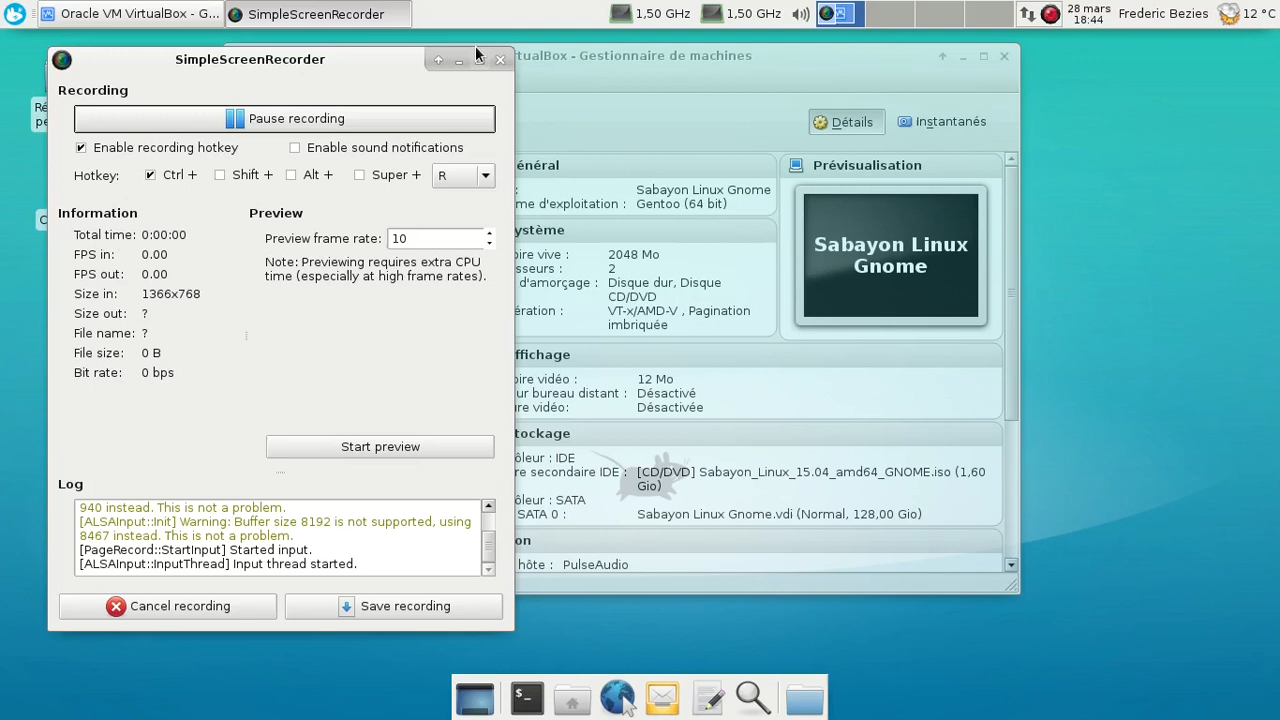 Oracle VM VirtualBox - G...
SimpleScreenRecorder
1,50 GHz
1,50 GHz
28 mars
18:44
Frederic Bezies
12 °C
SimpleScreenRecorder
Recording
Pause recording
Enable recording hotkey
Enable sound notifications
Hotkey:
Ctrl +
Shift +
Alt +
Super +
R
Information
Total time: 0:00:00
FPS in: 0.00
FPS out: 0.00
Size in: 1366x768
Size out: ?
File name: ?
File size: 0 B
Bit rate: 0 bps
Preview
Preview frame rate: 10
Note: Previewing requires extra CPU
time (especially at high frame rates).
Start preview
Log
940 instead. This is not a problem.
[ALSAInput::Init] Warning: Buffer size 8192 is not supported, using
8467 instead. This is not a problem.
[PageRecord::StartInput] Started input.
[ALSAInput::InputThread] Input thread started.
Cancel recording
Save recording
tualBox - Gestionnaire de machines
Détails
Instantanés
énéral
Sabayon Linux Gnome
me d'exploitation : Gentoo (64 bit)
ystème
ire vive : 2048 Mo
esseurs : 2
d'amorçage : Disque dur, Disque
CD/DVD
ération : VT-x/AMD-V , Pagination
imbriquée
Prévisualisation
Sabayon Linux
Gnome
ffichage
oire vidéo : 12 Mo
ur bureau distant : Désactivé
ure vidéo: Désactivée
tockage
ôleur : IDE
re secondaire IDE : [CD/DVD] Sabayon_Linux_15.04_amd64_GNOME.iso (1,60
Gio)
ôleur : SATA
SATA 0 : Sabayon Linux Gnome.vdi (Normal, 128,00 Gio)
on
hôte : PulseAudio